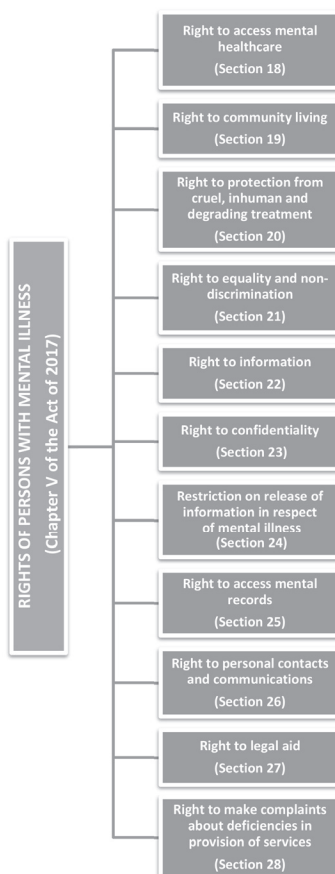 RIGHTS OF PERSONS WITH MENTAL ILLNESS
(Chapter V of the Act of 2017)
Right to access mental
healthcare
(Section 18)
Right to community living
(Section 19)
Right to protection from
cruel, inhuman and
degrading treatment
(Section 20)
Right to equality and non-
discrimination
(Section 21)
Right to information
(Section 22)
Right to confidentiality
(Section 23)
Restriction on release of
information in respect
of mental illness
(Section 24)
Right to access mental
records
(Section 25)
Right to personal contacts
and communications
(Section 26)
Right to legal aid
(Section 27)
Right to make complaints
about deficiencies in
provision of services
(Section 28)